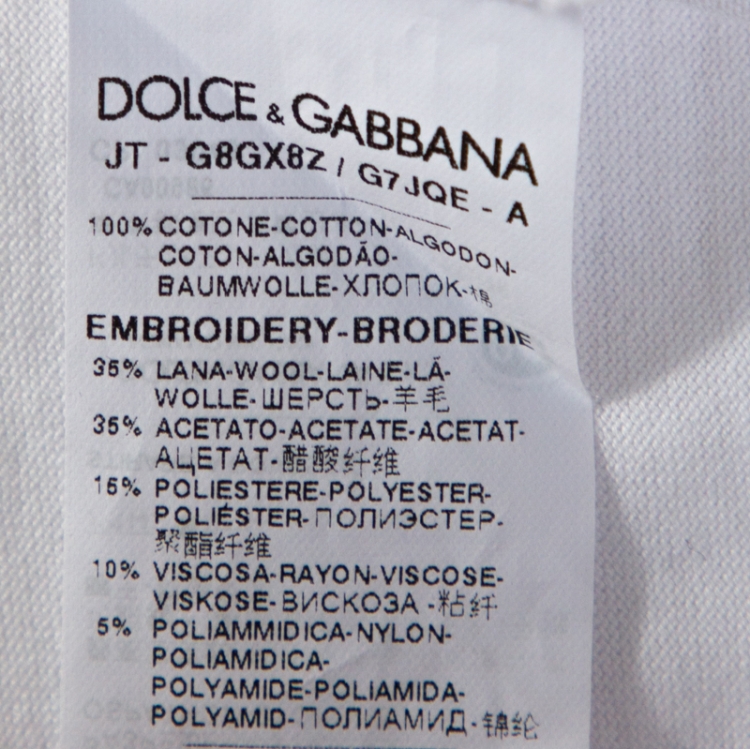 DOLCE & GABBANA
JT - G8GX8Z / G7JQE - A
100% COTONE-COTTON-ALGODON-
COTON-ALGODÃO-
BAUMWOLLE-ХЛОПОК-棉
EMBROIDERY-BRODERIE
35% LANA-WOOL-LAINE-LÃ-
WOLLE-ШЕРСТЬ-羊毛
35% ACETATO-ACETATE-ACETAT-
АЦЕТАТ-醋酸纤维
15% POLIESTERE-POLYESTER-
POLIÉSTER-ПОЛИЭСТЕР-
聚酯纤维
10% VISCOSA-RAYON-VISCOSE-
VISKOSE-ВИСКОЗА -粘纤
5% POLIAMMIDICA-NYLON-
POLIAMIDICA-
POLYAMIDE-POLIAMIDA-
POLYAMID-ПОЛИАМИД-锦纶